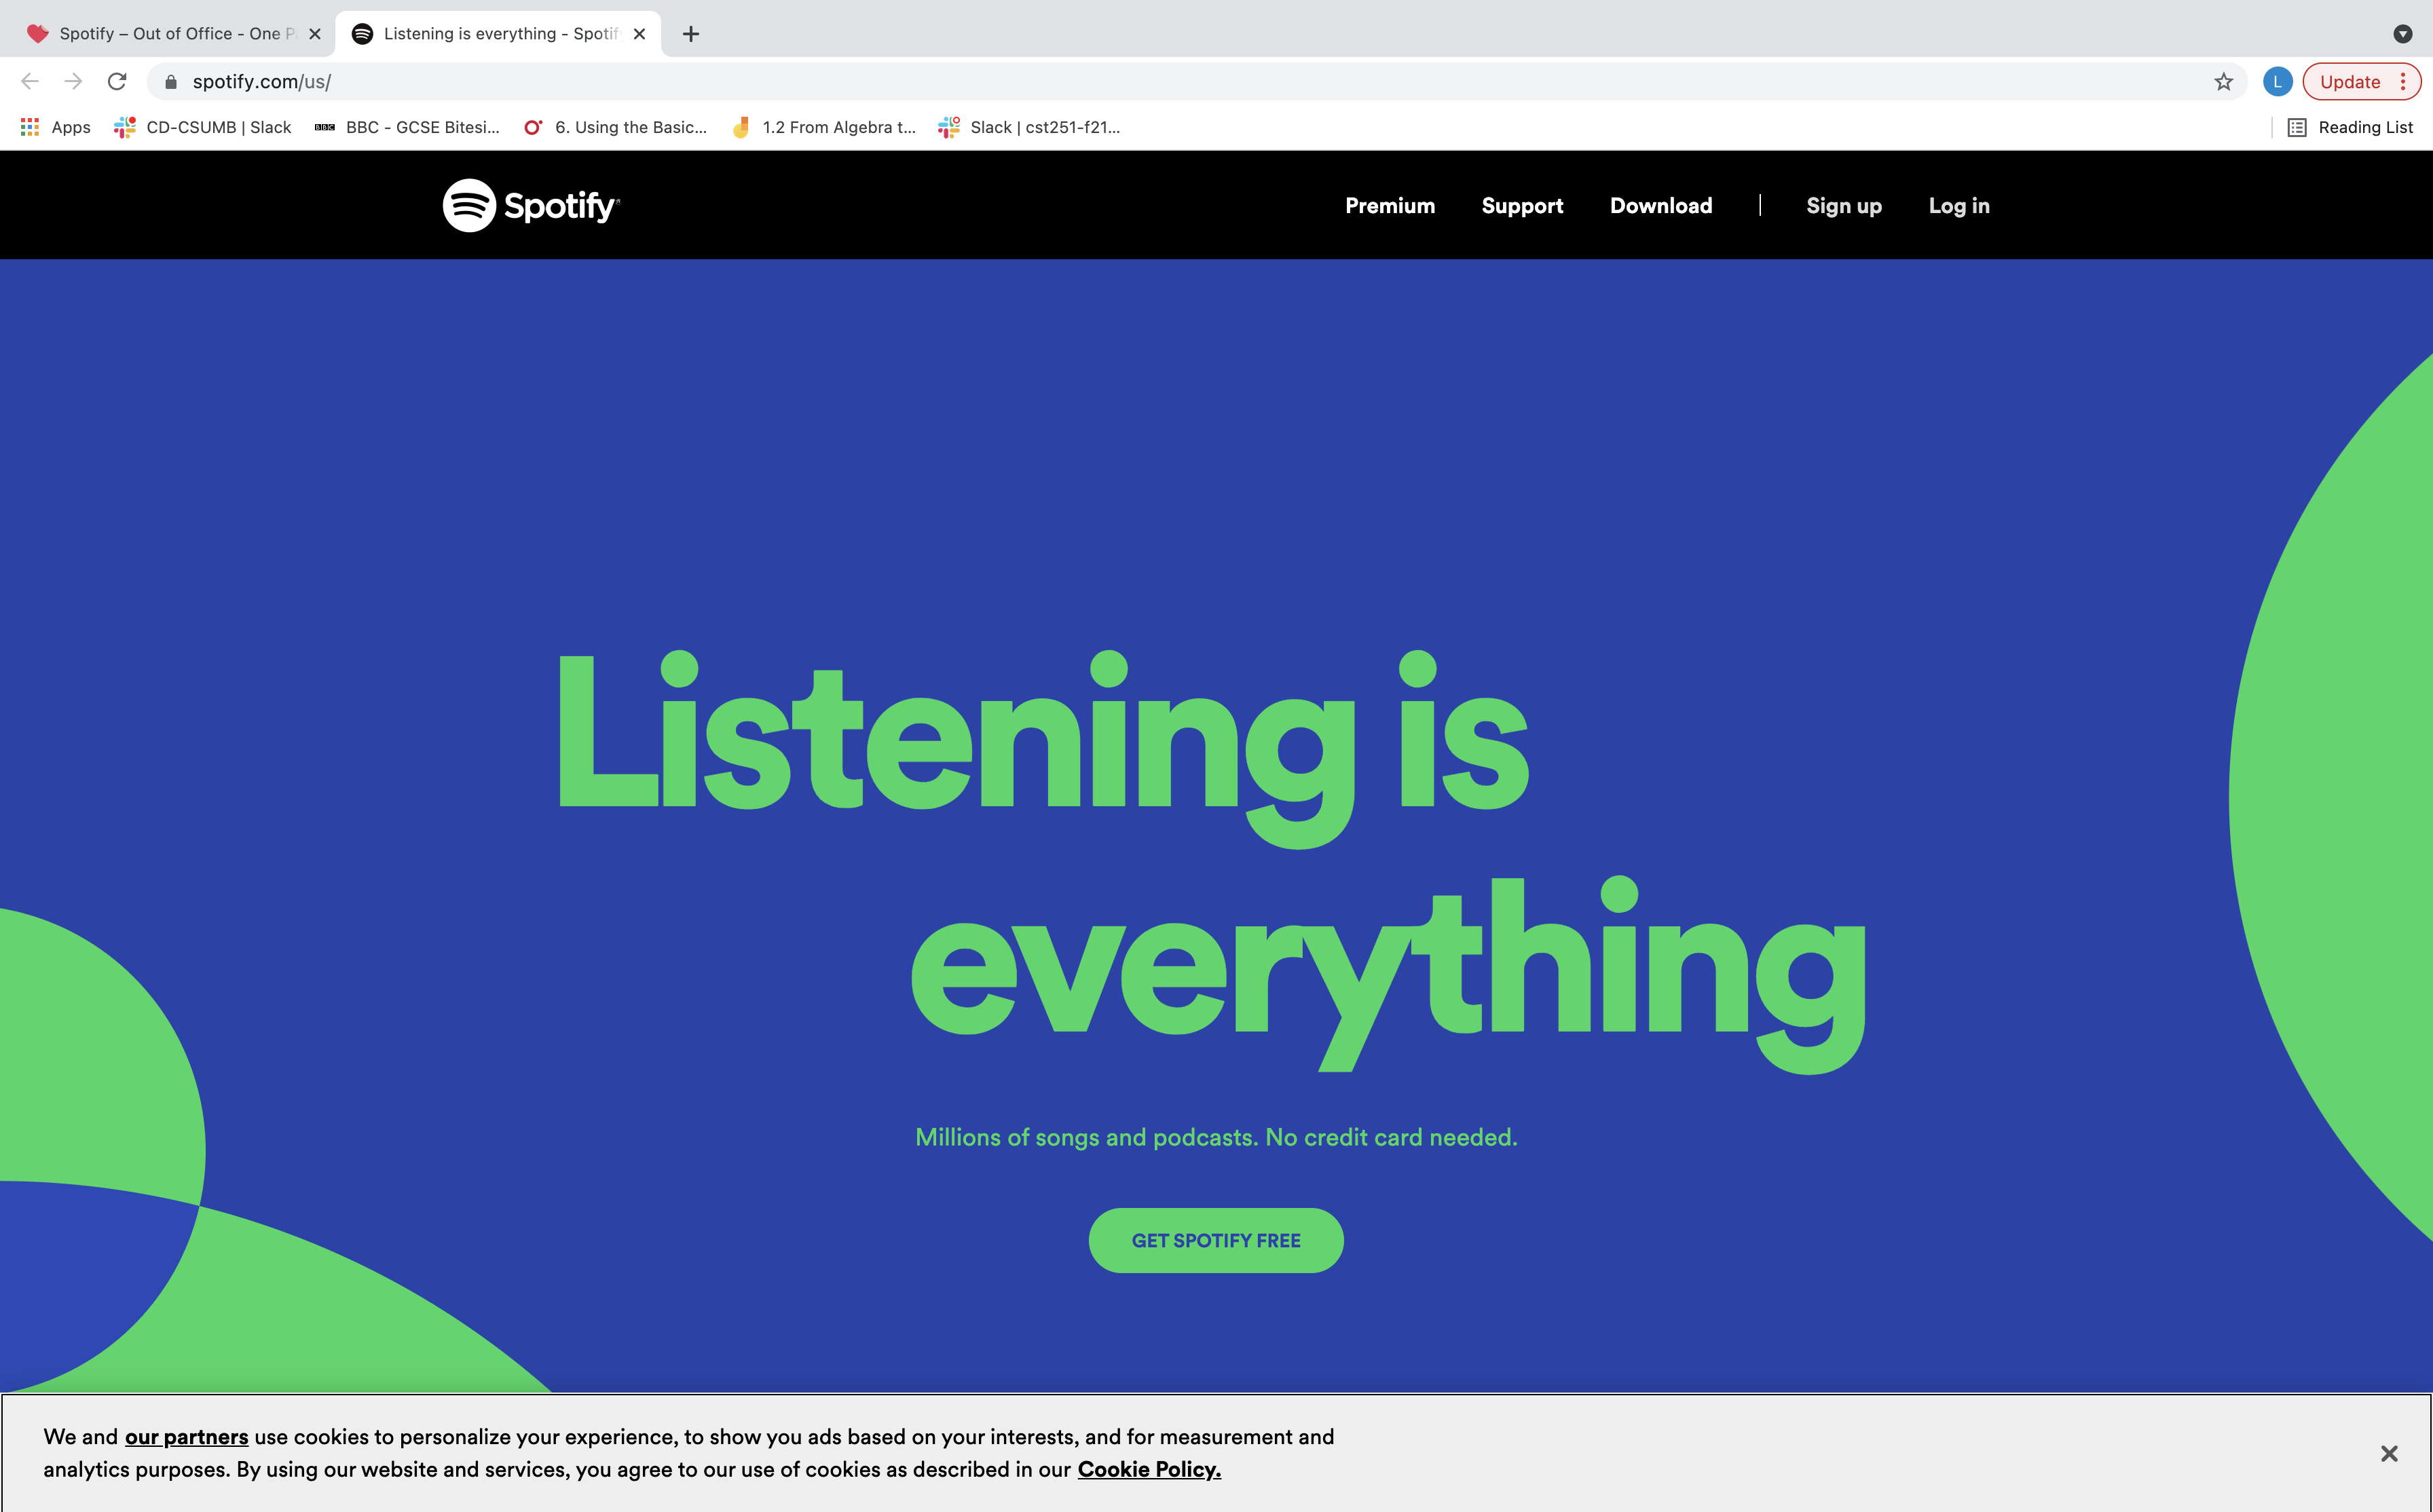 Spotify – Out of Office - One P
Listening is everything - Spotif
spotify.com/us/
L
Update
Apps
CD-CSUMB | Slack
BBC - GCSE Bitesi...
6. Using the Basic...
1.2 From Algebra t...
Slack | cst251-f21...
Reading List
Spotify
Premium
Support
Download
Sign up
Log in
Listening is
everything
Millions of songs and podcasts. No credit card needed.
GET SPOTIFY FREE
We and our partners use cookies to personalize your experience, to show you ads based on your interests, and for measurement and
analytics purposes. By using our website and services, you agree to our use of cookies as described in our Cookie Policy.